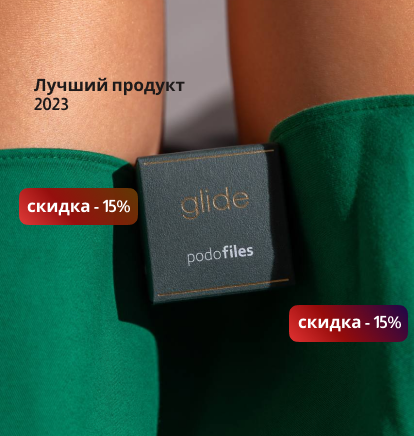 Лучший продукт
2023
скидка - 15%
glide
podofiles
скидка - 15%